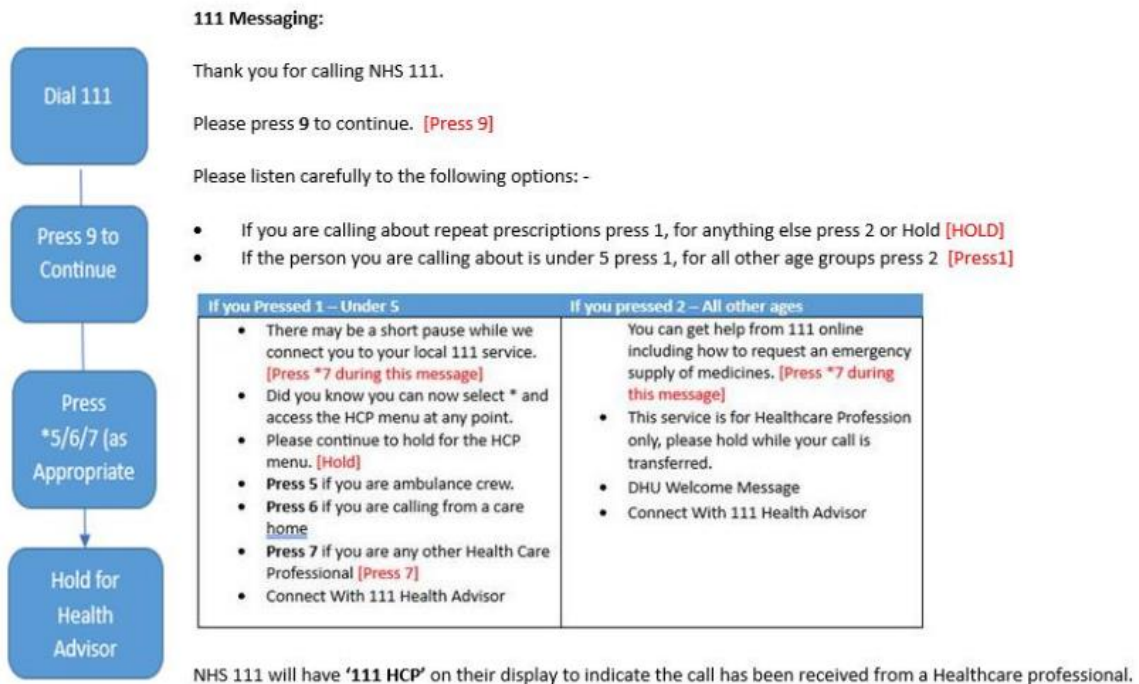 111 Messaging:
Dial 111
Thank you for calling NHS 111.
Please press 9 to continue. [Press 9]
Please listen carefully to the following options: -
Press 9 to
Continue
• If you are calling about repeat prescriptions press 1, for anything else press 2 or Hold [HOLD]
• If the person you are calling about is under 5 press 1, for all other age groups press 2 [Press1]
Press
*5/6/7 (as
Appropriate
Hold for
Health
Advisor
If you Pressed 1 – Under 5
• There may be a short pause while we
connect you to your local 111 service.
[Press *7 during this message]
• Did you know you can now select * and
access the HCP menu at any point.
• Please continue to hold for the HCP
menu. [Hold]
• Press 5 if you are ambulance crew.
• Press 6 if you are calling from a care
home
• Press 7 if you are any other Health Care
Professional [Press 7]
• Connect With 111 Health Advisor
If you pressed 2 – All other ages
You can get help from 111 online
including how to request an emergency
supply of medicines. [Press *7 during
this message]
• This service is for Healthcare Profession
only, please hold while your call is
transferred.
• DHU Welcome Message
• Connect With 111 Health Advisor
NHS 111 will have '111 HCP' on their display to indicate the call has been received from a Healthcare professional.